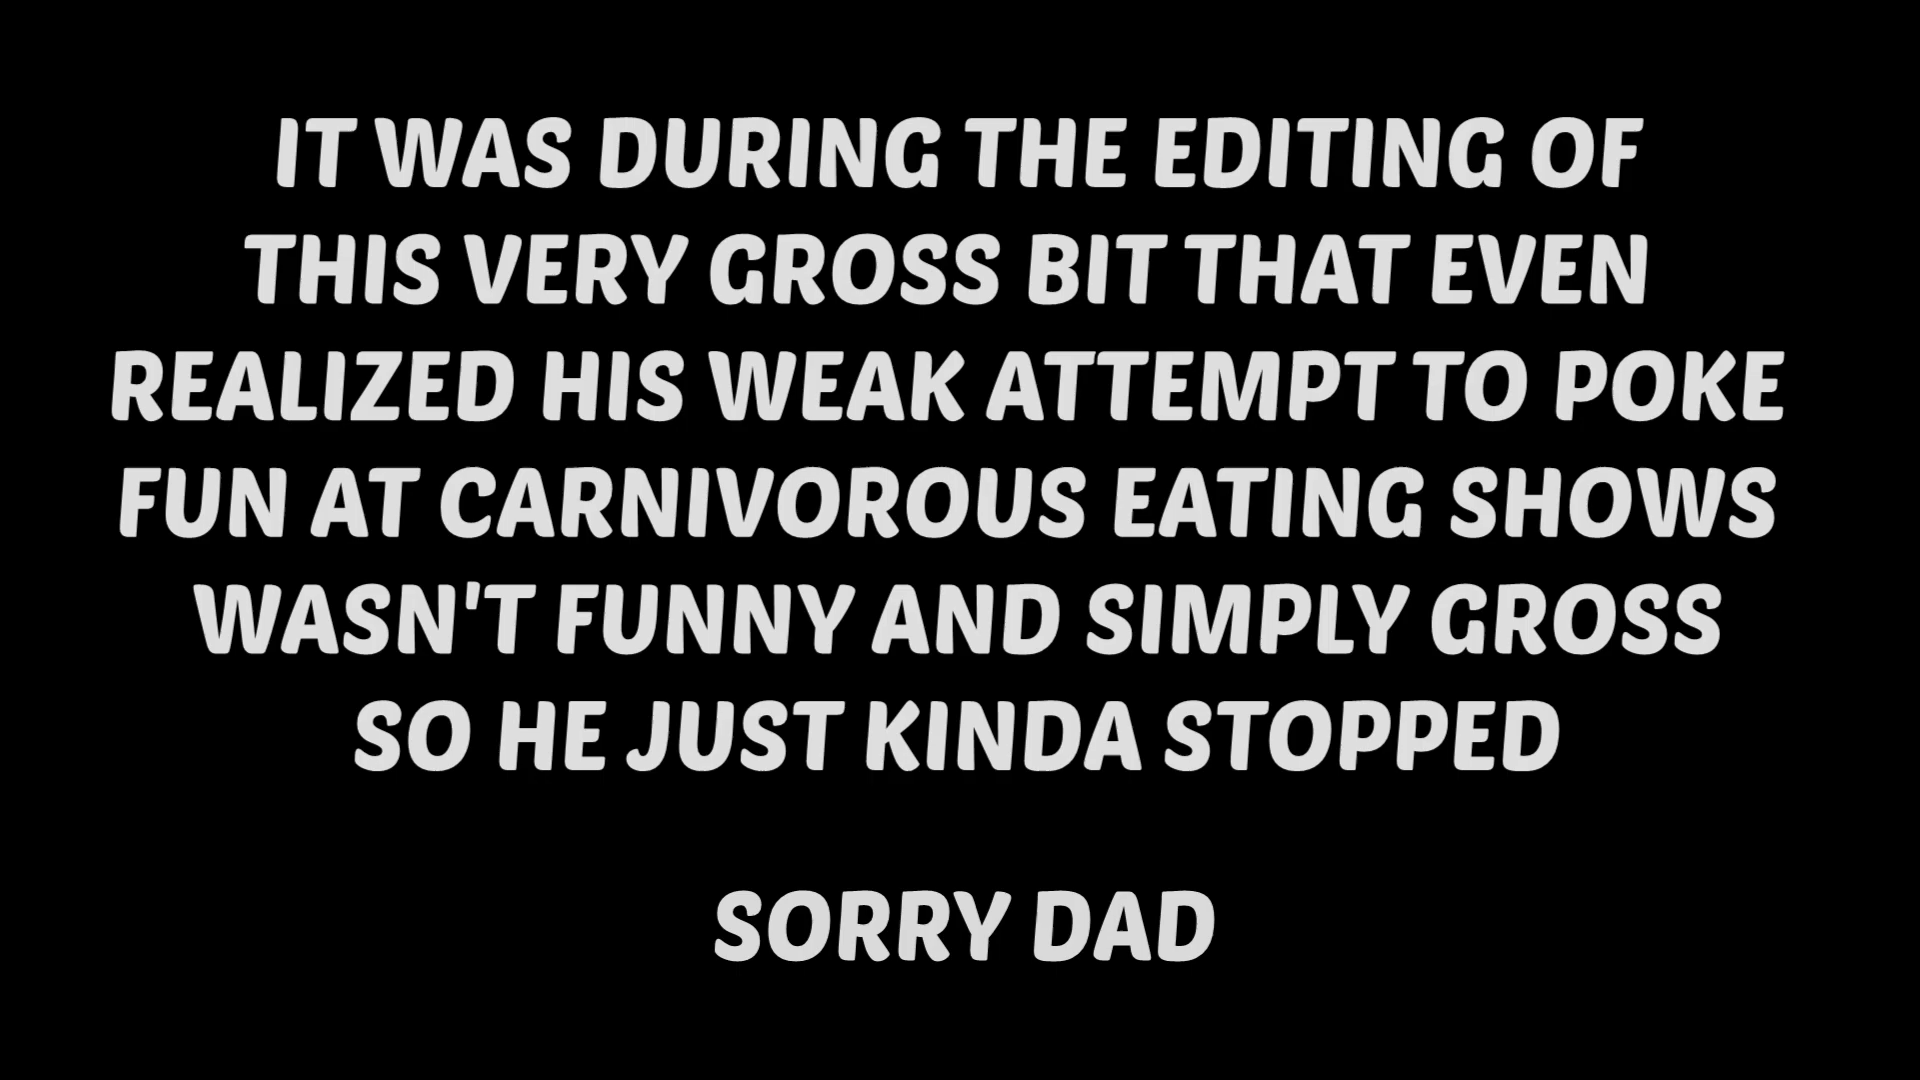 IT WAS DURING THE EDITING OF
THIS VERY GROSS BIT THAT EVEN
REALIZED HIS WEAK ATTEMPT TO POKE
FUN AT CARNIVOROUS EATING SHOWS
WASN'T FUNNY AND SIMPLY GROSS
SO HE JUST KINDA STOPPED
SORRY DAD